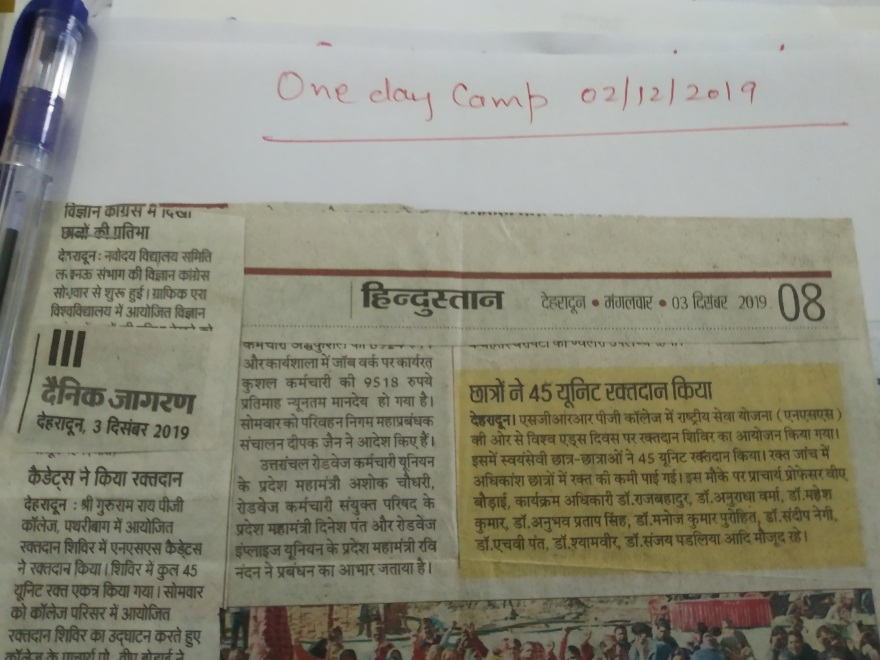 One day Camp 02/12/2019
विज्ञान कांग्रेस में दिखी
छात्रों की प्रतिभा
देहरादून : नवोदय विद्यालय समिति
लखनऊ संभाग की विज्ञान कांग्रेस
सोमवार से शुरू हुई। ग्राफिक एरा
विश्वविद्यालय में आयोजित विज्ञान
III
दैनिक जागरण
देहरादून, 3 दिसंबर 2019
कैडेट्स ने किया रक्तदान
देहरादून : श्री गुरुराम राय पीजी
कॉलेज, पथरीबाग में आयोजित
रक्तदान शिविर में एनएसएस कैडेट्स
ने रक्तदान किया। शिविर में कुल 45
यूनिट रक्त एकत्र किया गया। सोमवार
को कॉलेज परिसर में आयोजित
रक्तदान शिविर का उद्घाटन करते हुए
कॉलेज के प्राचार्य प्रो.
हिन्दुस्तान देहरादून • मंगलवार • 03 दिसंबर 2019 08
कर्मचारी
और कार्यशाला में जॉब वर्क पर कार्यरत
कुशल कर्मचारी की 9518 रुपये
प्रतिमाह न्यूनतम मानदेय हो गया है।
सोमवार को परिवहन निगम महाप्रबंधक
संचालन दीपक जैन ने आदेश किए हैं।
उत्तरांचल रोडवेज कर्मचारी यूनियन
के प्रदेश महामंत्री अशोक चौधरी,
रोडवेज कर्मचारी संयुक्त परिषद के
प्रदेश महामंत्री दिनेश पंत और रोडवेज
इंप्लाइज यूनियन के प्रदेश महामंत्री रवि
नंदन ने प्रबंधन का आभार जताया है।
छात्रों ने 45 यूनिट रक्तदान किया
देहरादून। एसजीआरआर पीजी कॉलेज में राष्ट्रीय सेवा योजना (एनएसएस)
की ओर से विश्व एड्स दिवस पर रक्तदान शिविर का आयोजन किया गया।
इसमें स्वयंसेवी छात्र-छात्राओं ने 45 यूनिट रक्तदान किया। रक्त जांच में
अधिकांश छात्रों में रक्त की कमी पाई गई। इस मौके पर प्राचार्य प्रोफेसर वीए
बौड़ाई, कार्यक्रम अधिकारी डॉ.राजबहादुर, डॉ.अनुराधा वर्मा, डॉ.महेश
कुमार, डॉ.अनुभव प्रताप सिंह, डॉ.मनोज कुमार पुरोहित, डॉ.संदीप नेगी,
डॉ.एचवी पंत, डॉ.श्यामवीर, डॉ.संजय पडलिया आदि मौजूद रहे।